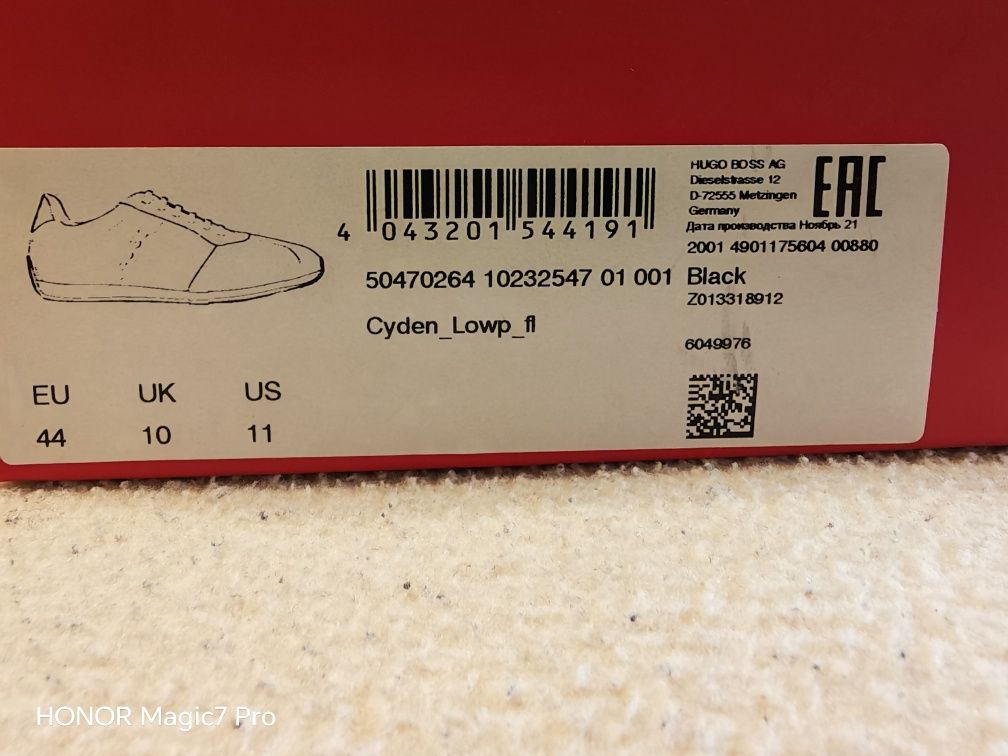 HUGO BOSS AG
Dieselstrasse 12
D-72555 Metzingen
Germany
EAC
Дата производства Ноябрь 21
2001 4901175604 00880
4 043201 544191
50470264 10232547 01 001 Black
Z013318912
Cyden_Lowp_fl
6049976
EU UK US
44 10 11
HONOR Magic7 Pro